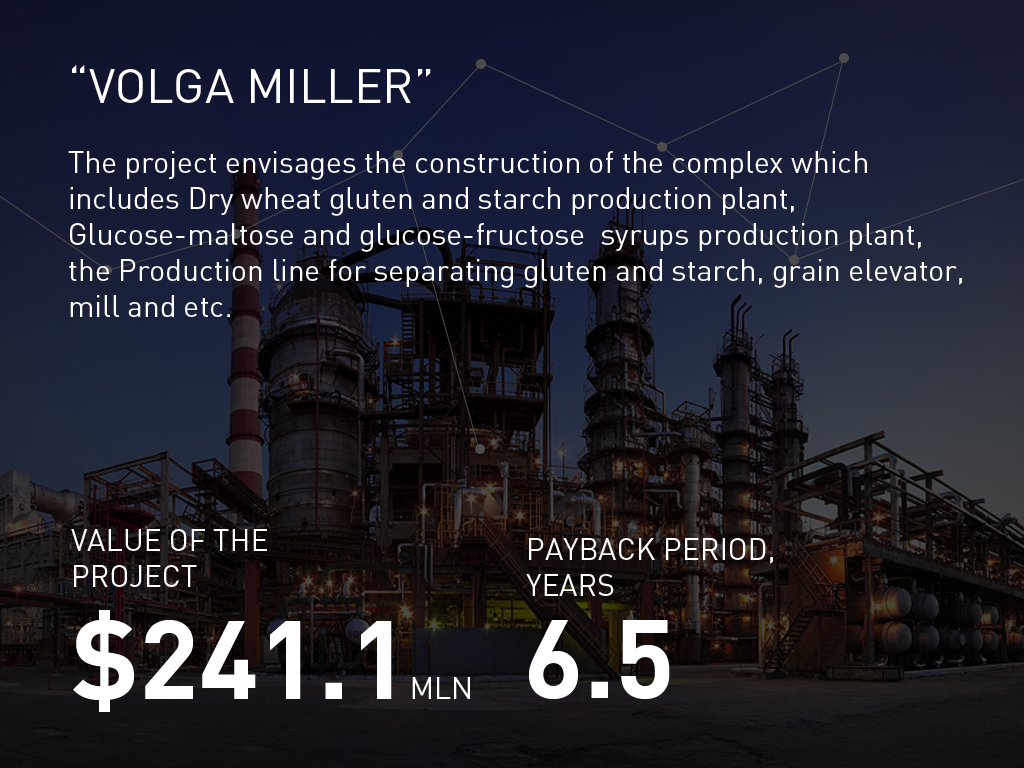 “VOLGA MILLER”
The project envisages the construction of the complex which
includes Dry wheat gluten and starch production plant,
Glucose-maltose and glucose-fructose  syrups production plant,
the Production line for separating gluten and starch, grain elevator,
mill and etc.
VALUE OF THE
PROJECT
$241.1 MLN
PAYBACK PERIOD,
YEARS
6.5